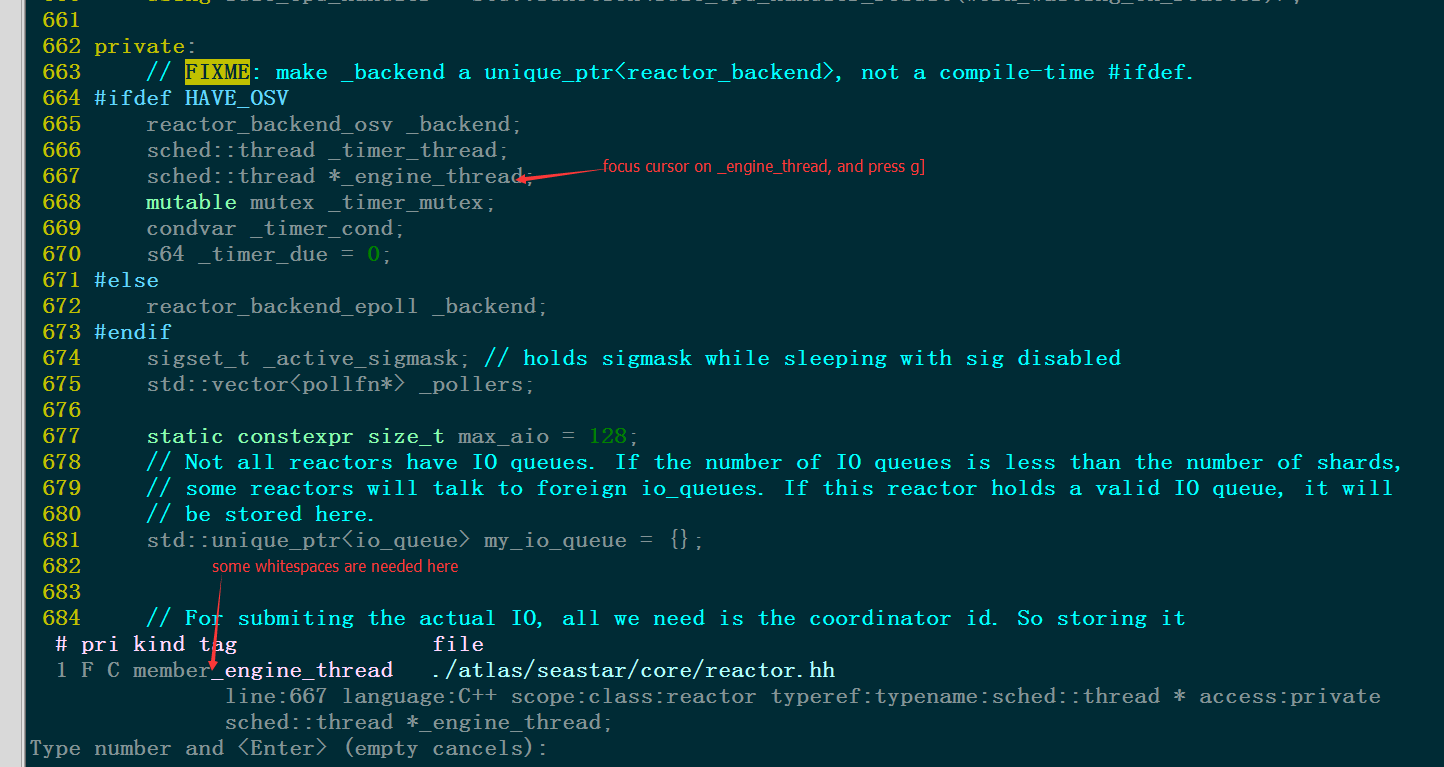 661
662 private:
663     // FIXME: make _backend a unique_ptr<reactor_backend>, not a compile-time #ifdef.
664 #ifdef HAVE_OSV
665     reactor_backend_osv _backend;
666     sched::thread _timer_thread;
667     sched::thread *_engine_thread; focus cursor on _engine_thread, and press g]
668     mutable mutex _timer_mutex;
669     condvar _timer_cond;
670     s64 _timer_due = 0;
671 #else
672     reactor_backend_epoll _backend;
673 #endif
674     sigset_t _active_sigmask; // holds sigmask while sleeping with sig disabled
675     std::vector<pollfn*> _pollers;
676
677     static constexpr size_t max_aio = 128;
678     // Not all reactors have IO queues. If the number of IO queues is less than the number of shards,
679     // some reactors will talk to foreign io_queues. If this reactor holds a valid IO queue, it will
680     // be stored here.
681     std::unique_ptr<io_queue> my_io_queue = {};
682 some whitespaces are needed here
683
684     // For submiting the actual IO, all we need is the coordinator id. So storing it
  # pri kind tag               file
  1 F C member_engine_thread   ./atlas/seastar/core/reactor.hh
               line:667 language:C++ scope:class:reactor typeref:typename:sched::thread * access:private
               sched::thread *_engine_thread;
Type number and <Enter> (empty cancels):